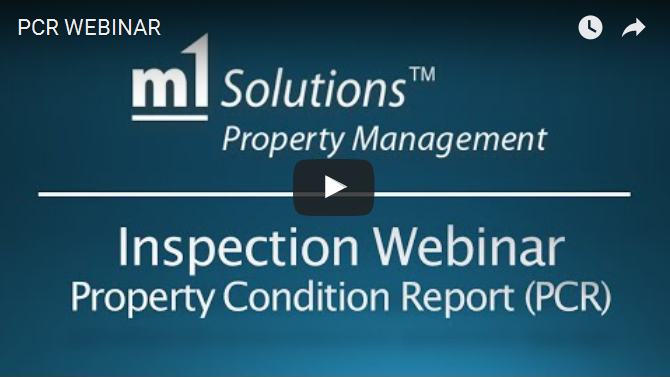 PCR WEBINAR
m1 Solutions™
Property Management
Inspection Webinar
Property Condition Report (PCR)